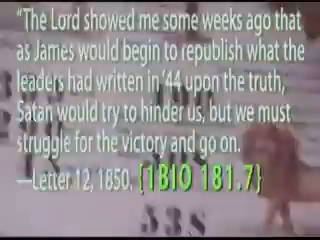 “The Lord showed me some weeks ago that
as James would begin to republish what the
leaders had written in ’44 upon the truth,
Satan would try to hinder us, but we must
struggle for the victory and go on.
—Letter 12, 1850. {1BIO 181.7}
538